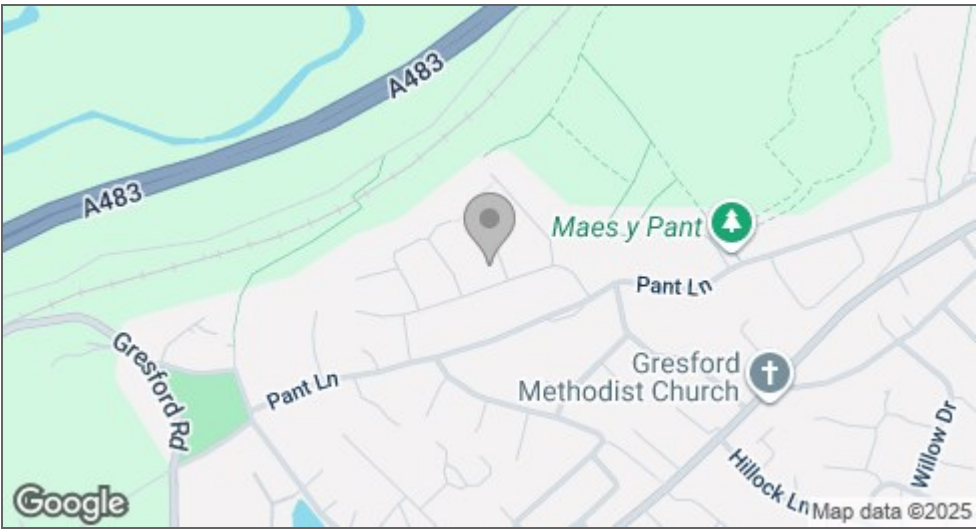 A483
A483
Maes y Pant
Pant Ln
Gresford
Methodist Church
Gresford Rd
Pant Ln
Willow Dr
Hillock Ln
Google
Map data ©2025